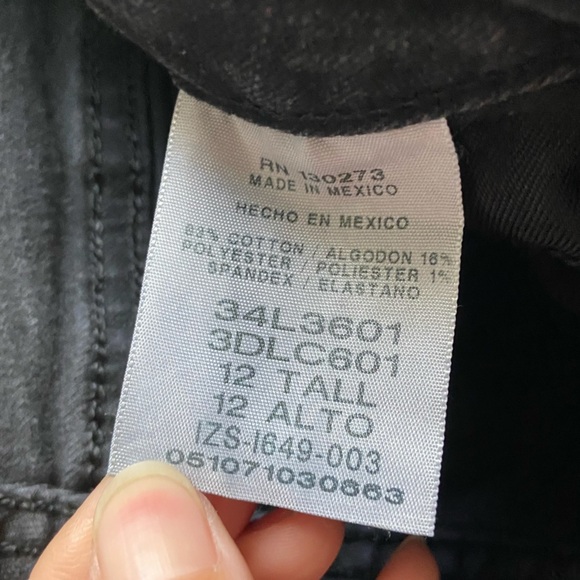 RN 130273
MADE IN MEXICO
HECHO EN MEXICO
83% COTTON / ALGODON 16%
POLYESTER / POLIESTER 1%
SPANDEX / ELASTANO
34L3601
3DLC601
12 TALL
12 ALTO
IZS-I649-003
051071030663